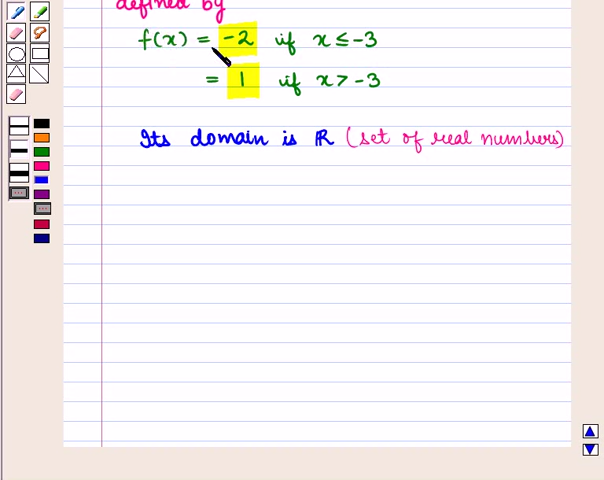 defined by
f(x) = -2 if x ≤ -3
= 1 if x > -3
Its domain is ℝ (set of real numbers)